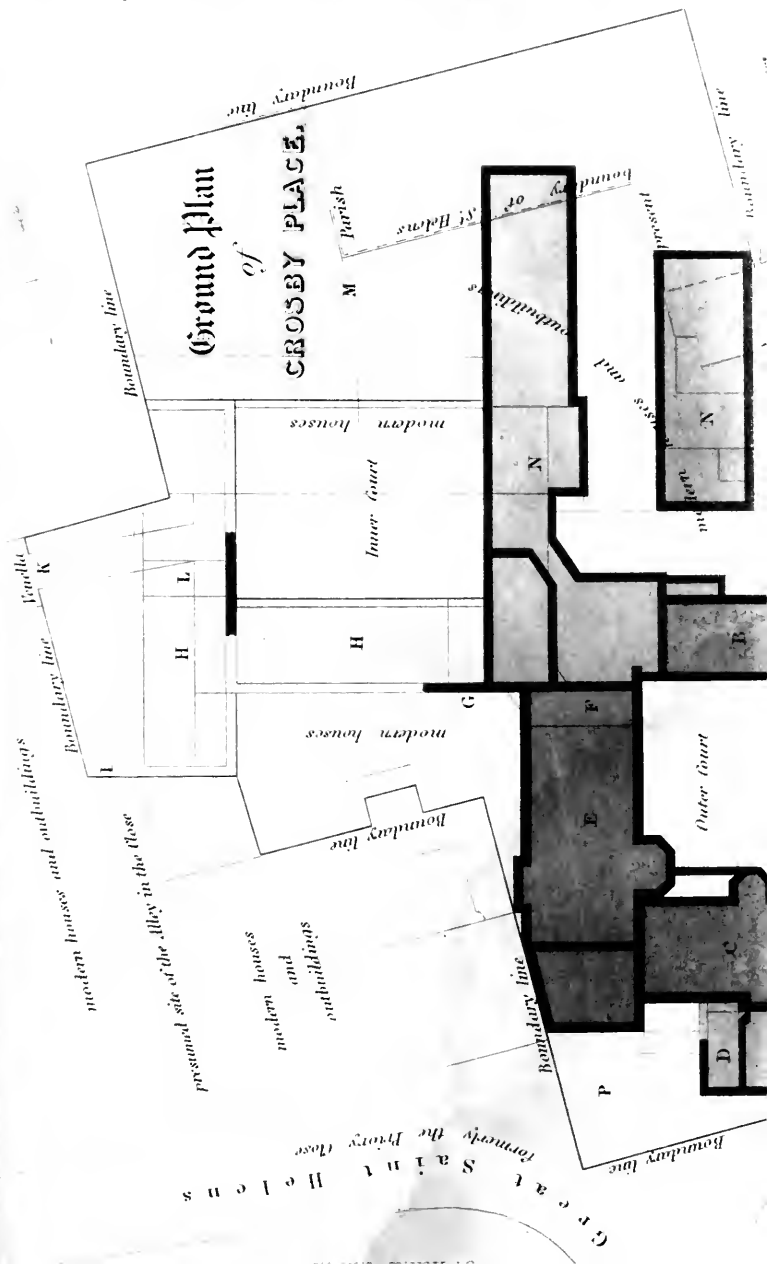 Ground Plan
of
CROSBY PLACE.
Boundary line
Boundary line
Boundary line
Parish
boundary of St Helens
M
Boundary line
Venella
K
L
H
I
modern houses
Inner Court
H
modern houses
G
N
outbuildings
and
houses
present
modern
N
B
F
E
Outer Court
C
D
P
Boundary line
Boundary line
Boundary line
modern houses and outbuildings
presumed site of the Alley in the Close
modern houses
and
outbuildings
Great Saint Helens
formerly the Priory Close